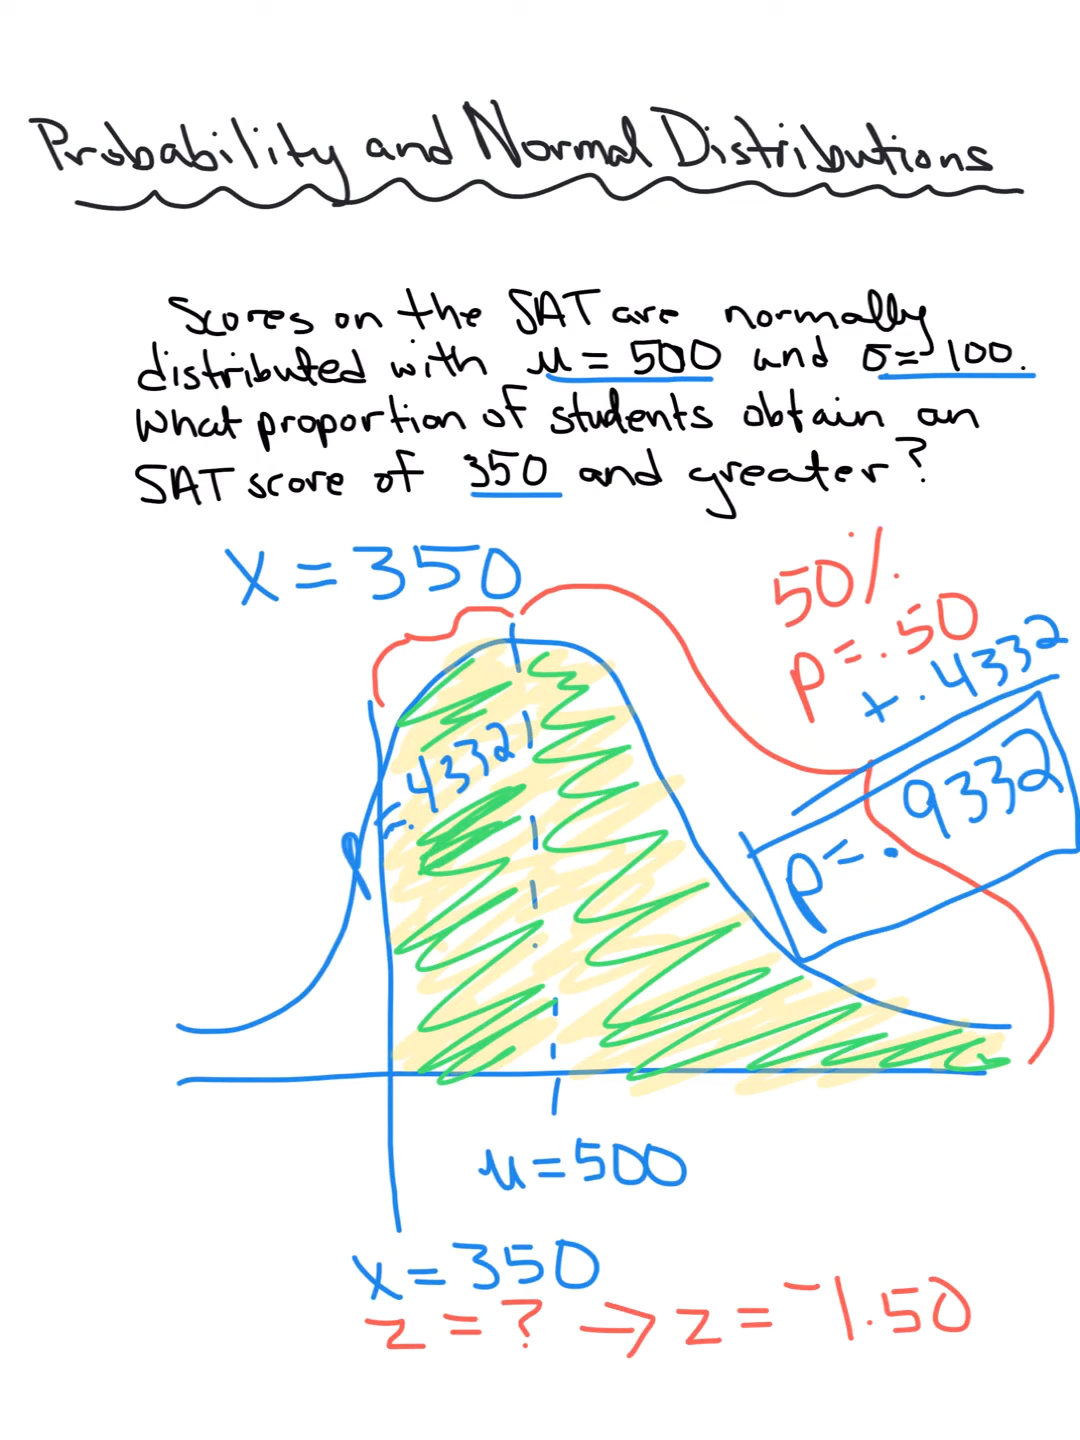 Probability and Normal Distributions
Scores on the SAT are normally
distributed with μ = 500 and σ = 100.
What proportion of students obtain an
SAT score of 350 and greater?
x = 350
50%
p = .50
+ .4332
p = .9332
p = .4332
μ = 500
x = 350
z = ? → z = -1.50